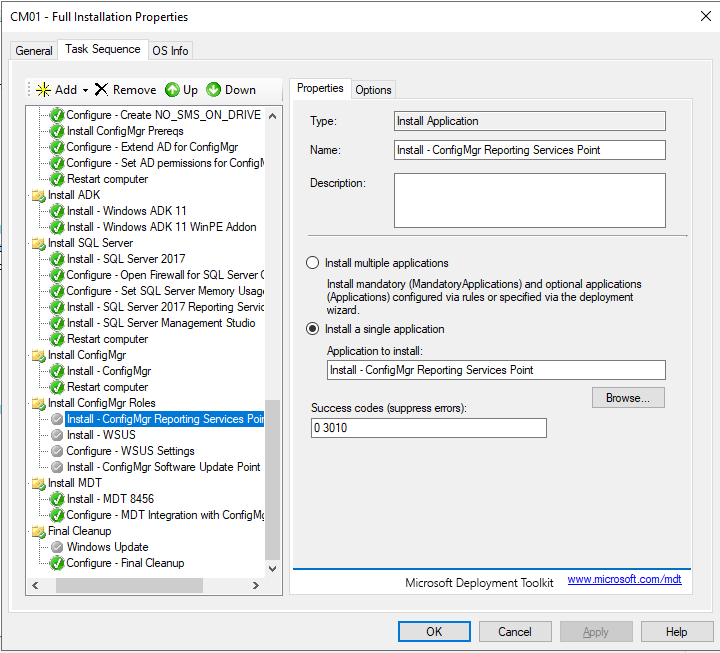 CM01 - Full Installation Properties
General
Task Sequence
OS Info
Add
Remove
Up
Down
Configure - Create NO_SMS_ON_DRIVE
Install ConfigMgr Prereqs
Configure - Extend AD for ConfigMgr
Configure - Set AD permissions for ConfigM
Restart computer
Install ADK
Install - Windows ADK 11
Install - Windows ADK 11 WinPE Addon
Install SQL Server
Install - SQL Server 2017
Configure - Open Firewall for SQL Server C
Configure - Set SQL Server Memory Usage
Install - SQL Server 2017 Reporting Servic
Install - SQL Server Management Studio
Restart computer
Install ConfigMgr
Install - ConfigMgr
Restart computer
Install ConfigMgr Roles
Install - ConfigMgr Reporting Services Poin
Install - WSUS
Configure - WSUS Settings
Install - ConfigMgr Software Update Point
Install MDT
Install - MDT 8456
Configure - MDT Integration with ConfigMg
Final Cleanup
Windows Update
Configure - Final Cleanup
Properties
Options
Type:
Install Application
Name:
Install - ConfigMgr Reporting Services Point
Description:
Install multiple applications
Install mandatory (MandatoryApplications) and optional applications
(Applications) configured via rules or specified via the deployment
wizard.
Install a single application
Application to install:
Install - ConfigMgr Reporting Services Point
Browse...
Success codes (suppress errors):
0 3010
Microsoft Deployment Toolkit
www.microsoft.com/mdt
OK
Cancel
Apply
Help